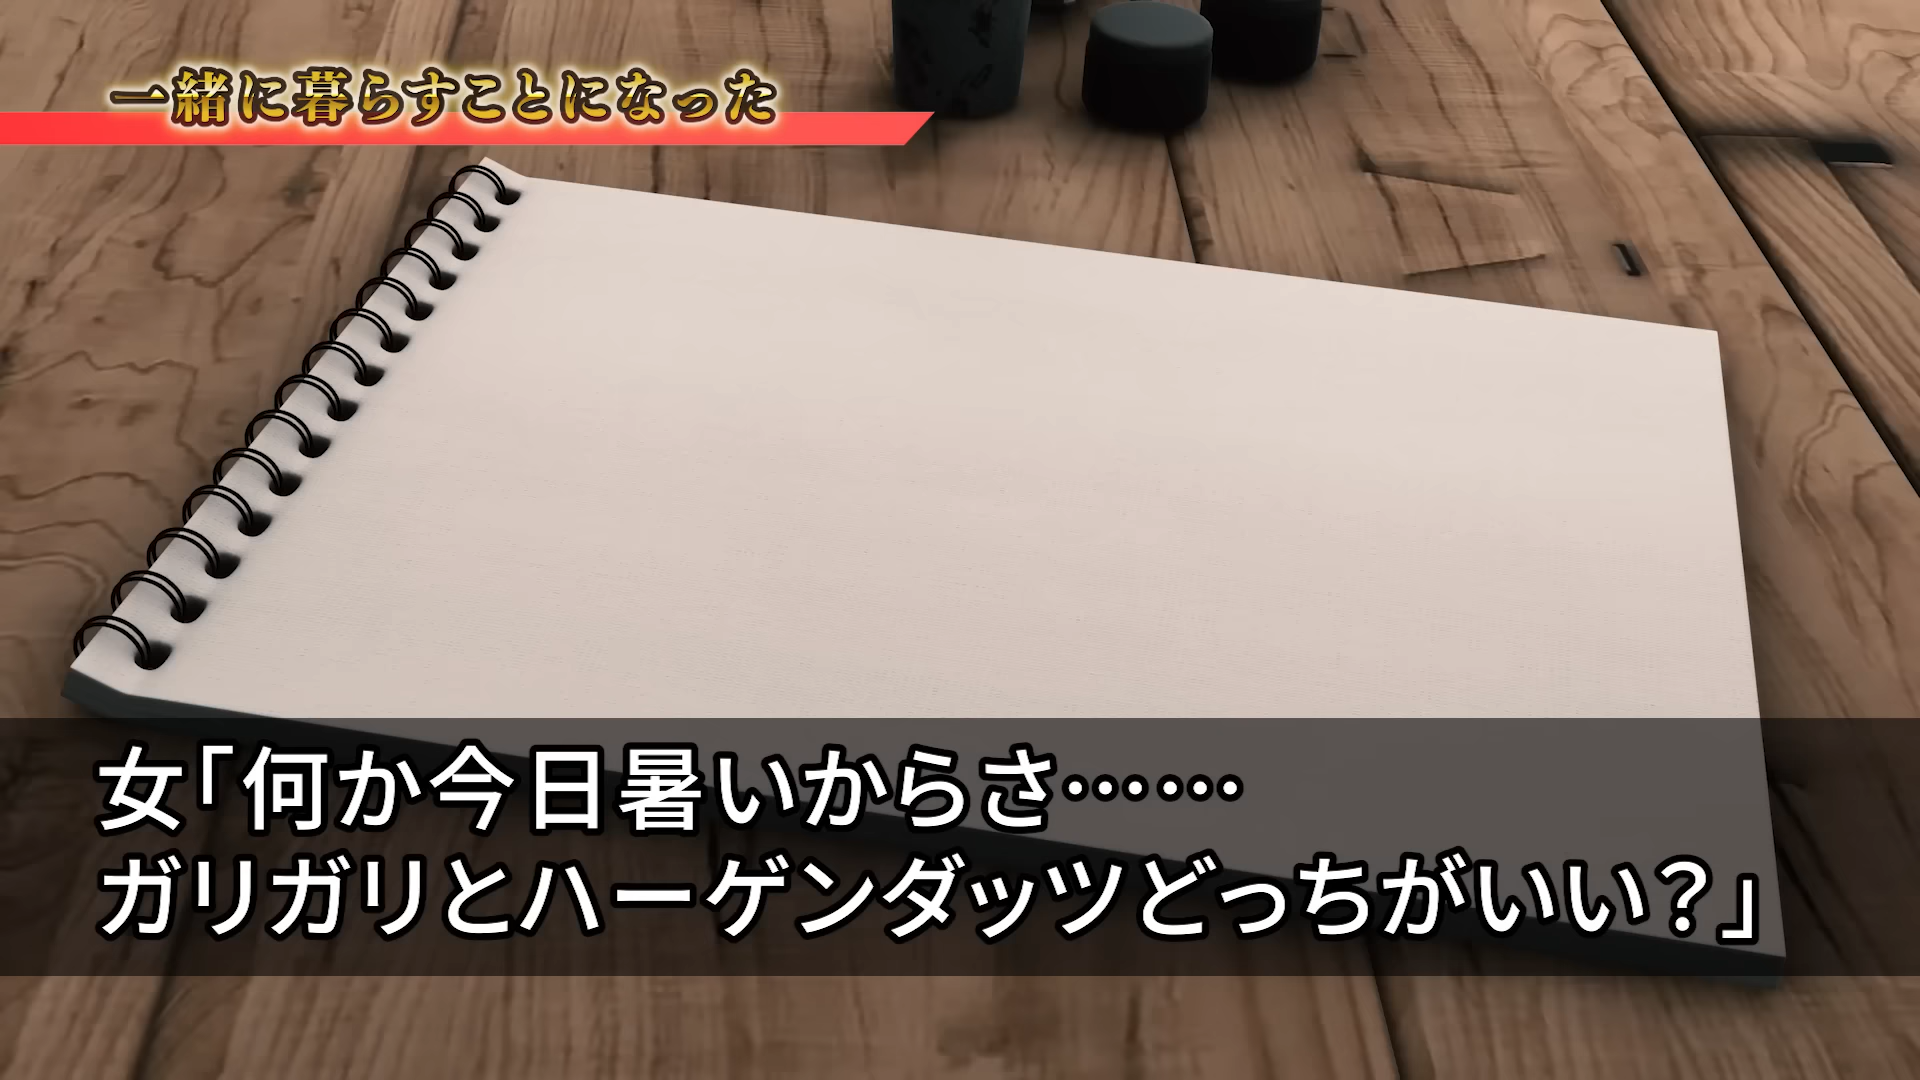 一緒に暮らすことになった
女「何か今日暑いからさ……
ガリガリとハーゲンダッツどっちがいい？」